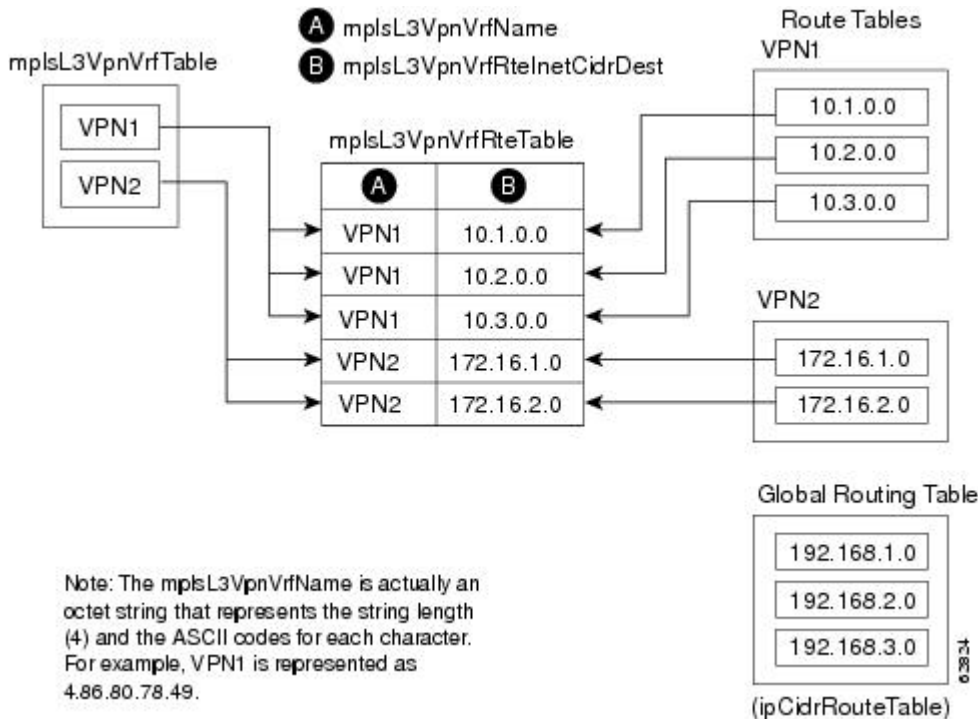 A mplsL3VpnVrfName
B mplsL3VpnVrfRteInetCidrDest
mplsL3VpnVrfTable
VPN1
VPN2
mplsL3VpnVrfRteTable
A B
VPN1 10.1.0.0
VPN1 10.2.0.0
VPN1 10.3.0.0
VPN2 172.16.1.0
VPN2 172.16.2.0
Route Tables
VPN1
10.1.0.0
10.2.0.0
10.3.0.0
VPN2
172.16.1.0
172.16.2.0
Global Routing Table
192.168.1.0
192.168.2.0
192.168.3.0
(ipCidrRouteTable)
Note: The mplsL3VpnVrfName is actually an
octet string that represents the string length
(4) and the ASCII codes for each character.
For example, VPN1 is represented as
4.86.80.78.49.